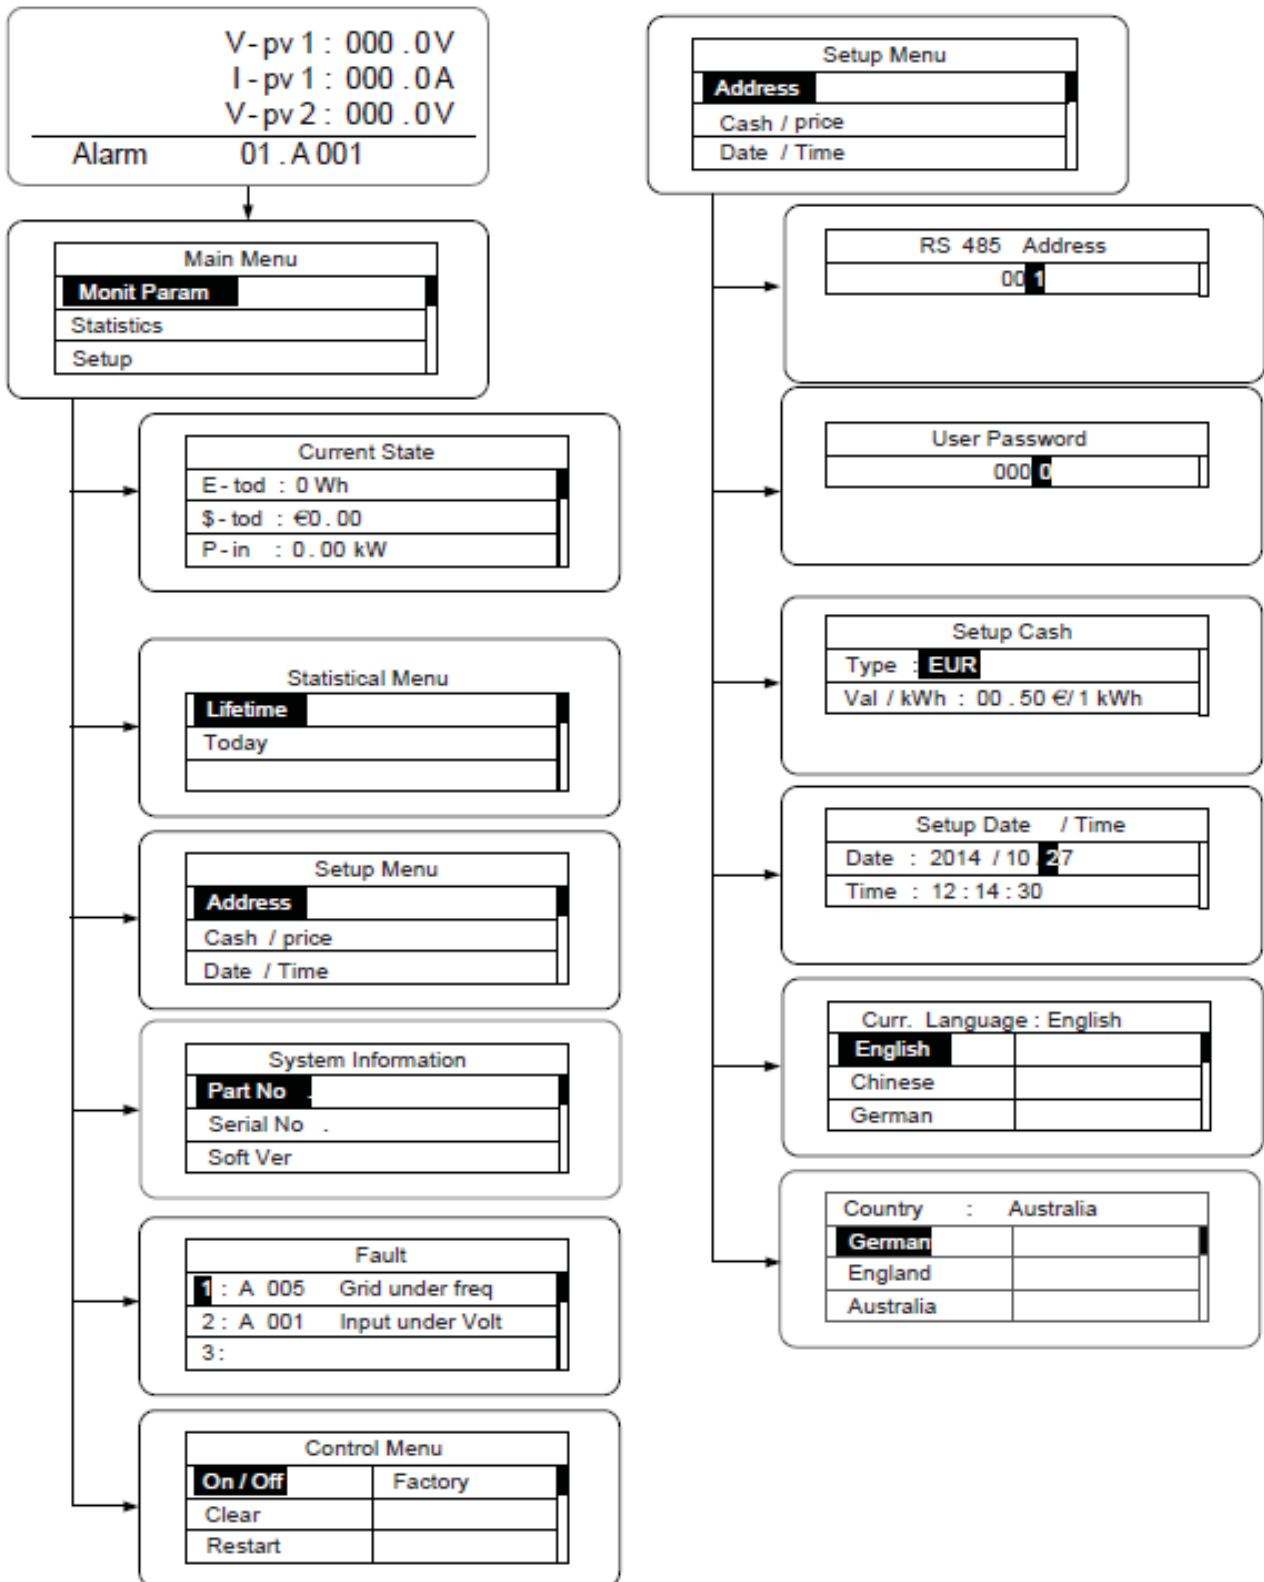 V-pv 1 : 000 .0V
I-pv 1 : 000 .0A
V-pv 2 : 000 .0V
Alarm 01 . A 001
Main Menu
Monit Param
Statistics
Setup
Current State
E-tod : 0 Wh
$-tod : €0 . 00
P-in : 0 . 00 kW
Statistical Menu
Lifetime
Today
Setup Menu
Address
Cash / price
Date / Time
System Information
Part No .
Serial No .
Soft Ver
Fault
1 : A 005 Grid under freq
2 : A 001 Input under Volt
3 :
Control Menu
On / Off Factory
Clear
Restart
Setup Menu
Address
Cash / price
Date / Time
RS 485 Address
00 1
User Password
000 0
Setup Cash
Type : EUR
Val / kWh : 00 . 50 €/ 1 kWh
Setup Date / Time
Date : 2014 / 10 / 27
Time : 12 : 14 : 30
Curr. Language : English
English
Chinese
German
Country : Australia
German
England
Australia